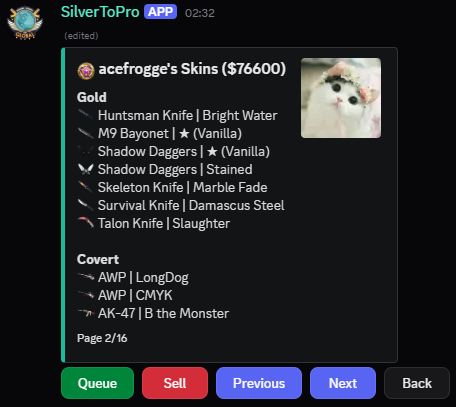 SilverToPro APP 02:32
(edited)
acefrogge's Skins ($76600)
Gold
Huntsman Knife | Bright Water
M9 Bayonet | ★ (Vanilla)
Shadow Daggers | ★ (Vanilla)
Shadow Daggers | Stained
Skeleton Knife | Marble Fade
Survival Knife | Damascus Steel
Talon Knife | Slaughter
Covert
AWP | LongDog
AWP | CMYK
AK-47 | B the Monster
Page 2/16
Queue Sell Previous Next Back